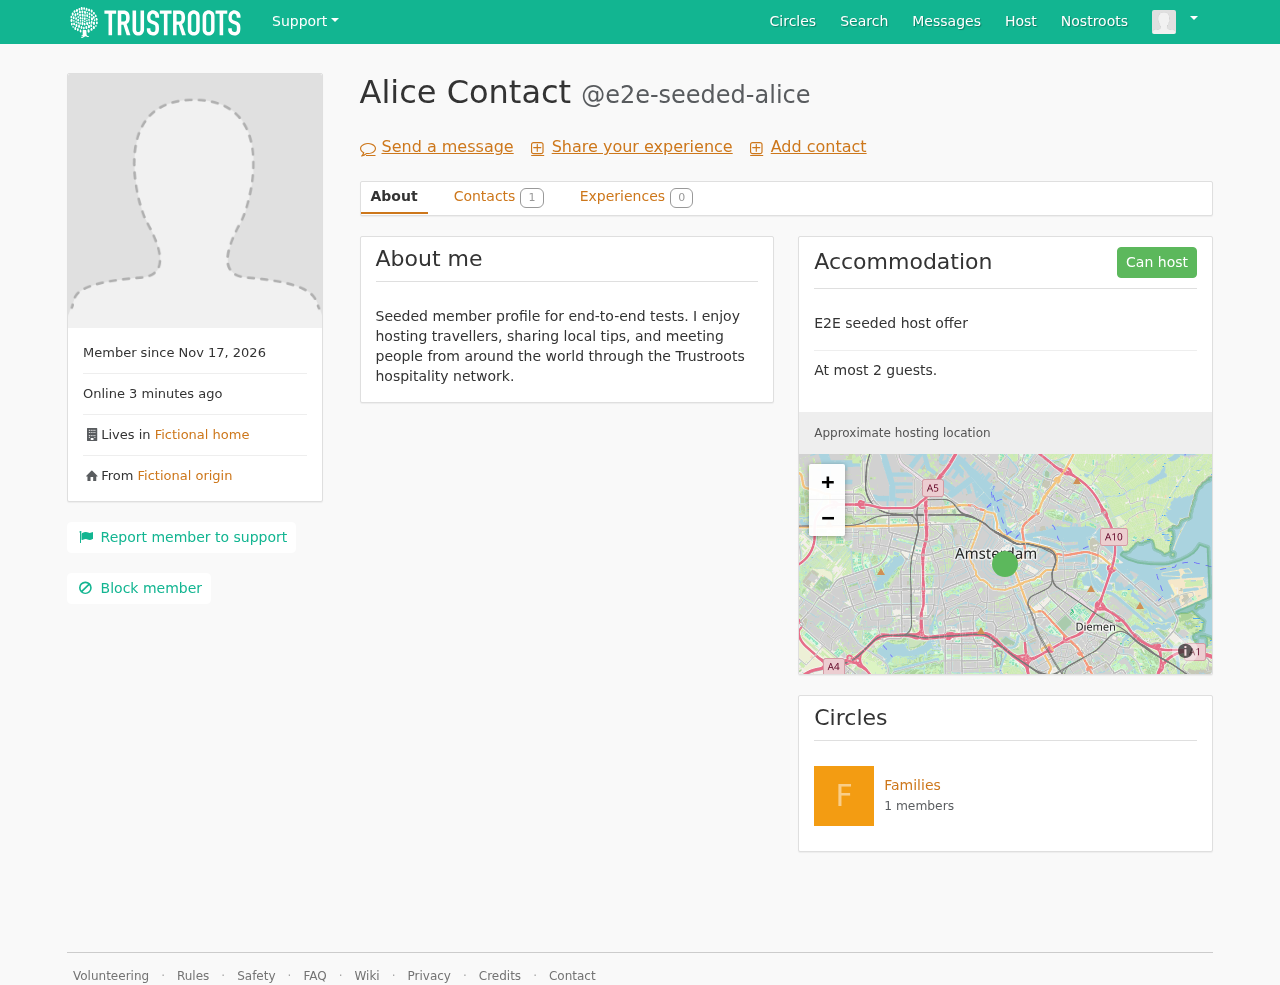 TRUSTROOTS Support Circles Search Messages Host Nostroots
Alice Contact @e2e-seeded-alice
Send a message Share your experience Add contact
About Contacts 1 Experiences 0
Member since Nov 17, 2026
Online 3 minutes ago
Lives in Fictional home
From Fictional origin
Report member to support
Block member
About me
Seeded member profile for end-to-end tests. I enjoy
hosting travellers, sharing local tips, and meeting
people from around the world through the Trustroots
hospitality network.
Accommodation Can host
E2E seeded host offer
At most 2 guests.
Approximate hosting location
+
−
A5
A10
Diemen
A4
Circles
F
Families
1 members
Volunteering · Rules · Safety · FAQ · Wiki · Privacy · Credits · Contact